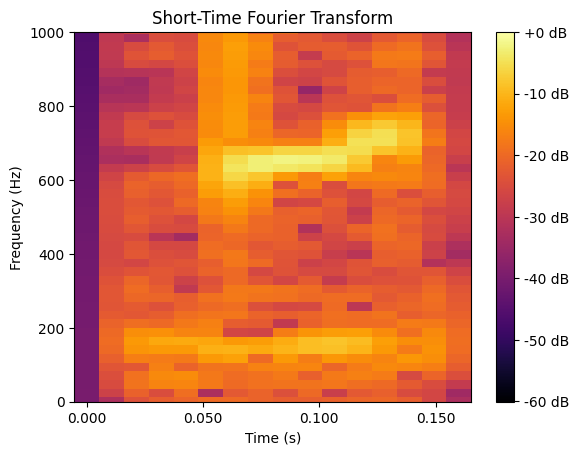 Short-Time Fourier Transform
1000
800
600
400
200
0
Frequency (Hz)
0.000
0.050
0.100
0.150
Time (s)
+0 dB
-10 dB
-20 dB
-30 dB
-40 dB
-50 dB
-60 dB